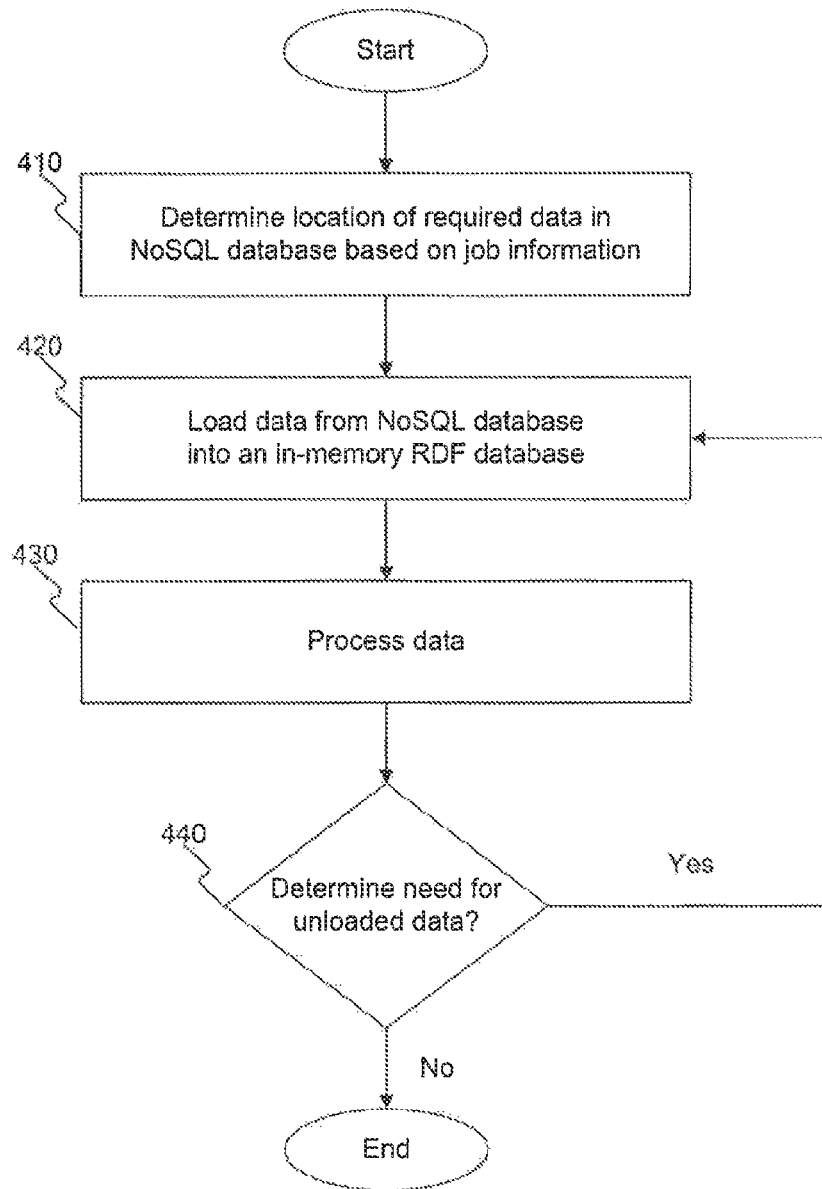 Start
410
Determine location of required data in
NoSQL database based on job information
420
Load data from NoSQL database
into an in-memory RDF database
430
Process data
440
Determine need for
unloaded data?
Yes
No
End